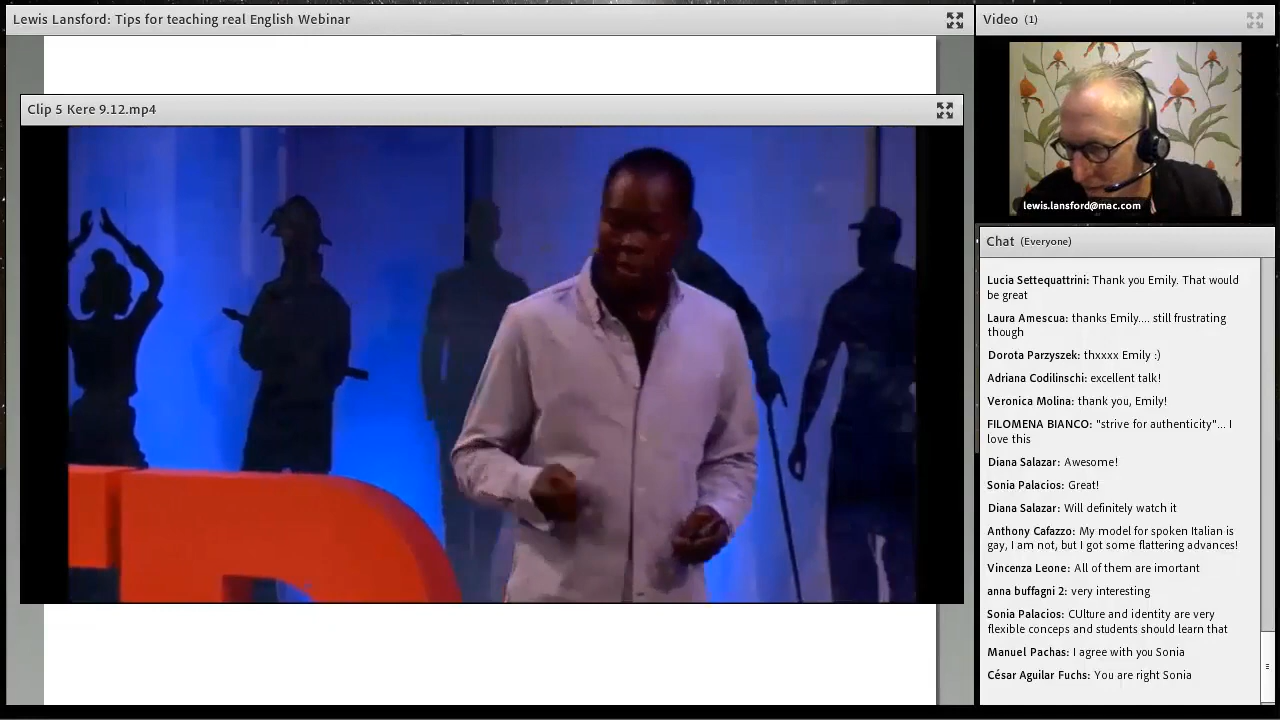 Lewis Lansford: Tips for teaching real English Webinar
Clip 5 Kere 9.12.mp4
Video (1)
lewis.lansford@mac.com
Chat (Everyone)
Lucia Settequattrini: Thank you Emily. That would
be great
Laura Amescua: thanks Emily.... still frustrating
though
Dorota Parzyszek: thxxxx Emily :)
Adriana Codilinschi: excellent talk!
Veronica Molina: thank you, Emily!
FILOMENA BIANCO: "strive for authenticity"... I
love this
Diana Salazar: Awesome!
Sonia Palacios: Great!
Diana Salazar: Will definitely watch it
Anthony Cafazzo: My model for spoken Italian is
gay, I am not, but I got some flattering advances!
Vincenza Leone: All of them are imortant
anna buffagni 2: very interesting
Sonia Palacios: CUlture and identity are very
flexible conceps and students should learn that
Manuel Pachas: I agree with you Sonia
César Aguilar Fuchs: You are right Sonia